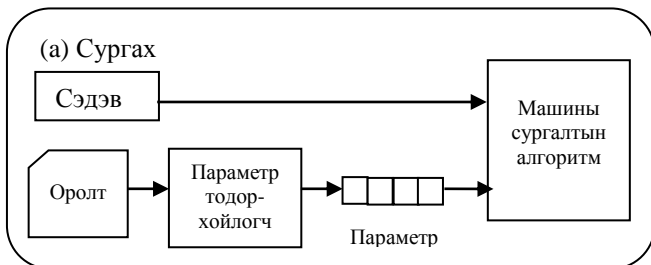 (а) Сургах
Сэдэв
Машины
сургалтын
алгоритм
Оролт
Параметр
тодор-
хойлогч
Параметр